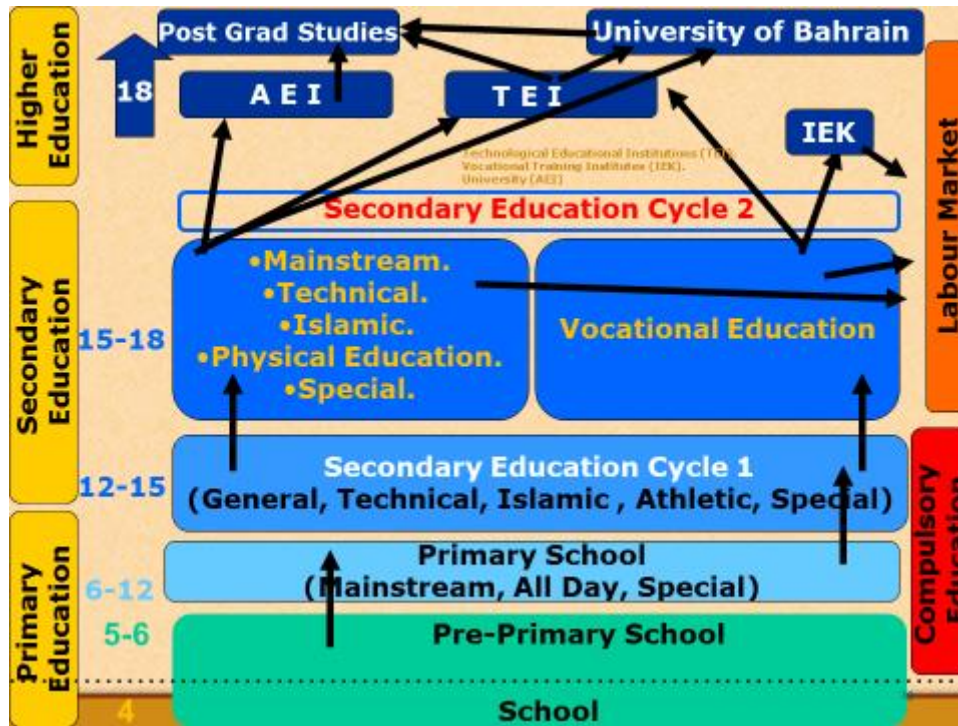 Higher
Education
18
Post Grad Studies
University of Bahrain
A E I
T E I
IEK
Technological Educational Institutions (TEI).
Vocational Training Institutes (IEK).
University (AEI)
Labour Market
Secondary Education Cycle 2
Secondary
Education
15-18
•Mainstream.
•Technical.
•Islamic.
•Physical Education.
•Special.
Vocational Education
12-15
Secondary Education Cycle 1
(General, Technical, Islamic , Athletic, Special)
Compulsory
Education
Primary
Education
6-12
Primary School
(Mainstream, All Day, Special)
5-6
Pre-Primary School
4
School